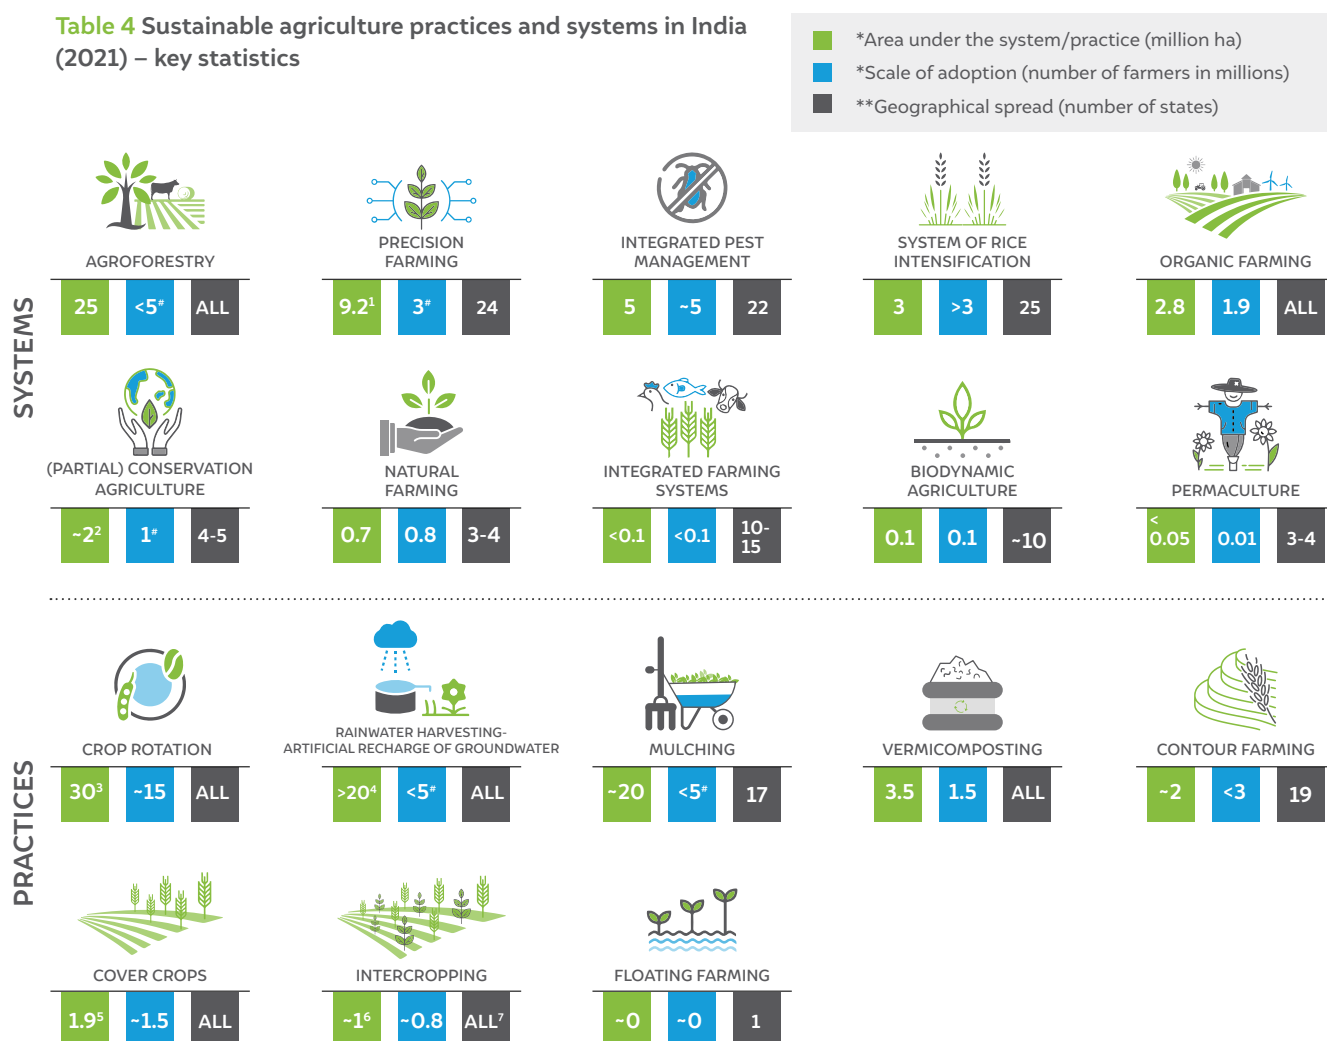 Table 4 Sustainable agriculture practices and systems in India
(2021) – key statistics
*Area under the system/practice (million ha)
*Scale of adoption (number of farmers in millions)
**Geographical spread (number of states)
SYSTEMS
AGROFORESTRY
25 <5# ALL
PRECISION
FARMING
9.2¹ 3# 24
INTEGRATED PEST
MANAGEMENT
5 ~5 22
SYSTEM OF RICE
INTENSIFICATION
3 >3 25
ORGANIC FARMING
2.8 1.9 ALL
(PARTIAL) CONSERVATION
AGRICULTURE
~2² 1# 4-5
NATURAL
FARMING
0.7 0.8 3-4
INTEGRATED FARMING
SYSTEMS
<0.1 <0.1 10-
15
BIODYNAMIC
AGRICULTURE
0.1 0.1 ~10
PERMACULTURE
<
0.05 0.01 3-4
PRACTICES
CROP ROTATION
30³ ~15 ALL
RAINWATER HARVESTING-
ARTIFICIAL RECHARGE OF GROUNDWATER
>20⁴ <5# ALL
MULCHING
~20 <5# 17
VERMICOMPOSTING
3.5 1.5 ALL
CONTOUR FARMING
~2 <3 19
COVER CROPS
1.9⁵ ~1.5 ALL
INTERCROPPING
~1⁶ ~0.8 ALL⁷
FLOATING FARMING
~0 ~0 1